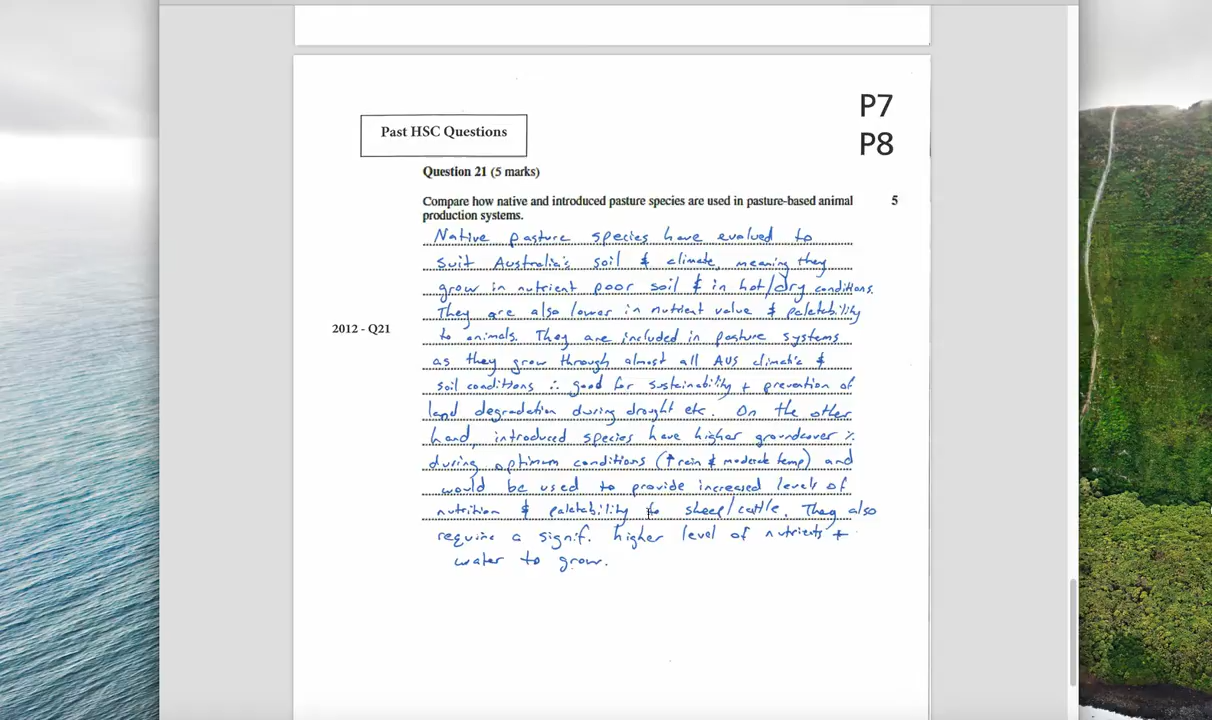 P7
P8
Past HSC Questions
Question 21 (5 marks)
Compare how native and introduced pasture species are used in pasture-based animal 5
production systems.
Native pasture species have evalued to
suit Australia's soil & climate, meaning they
grow in nutrient poor soil & in hot/dry conditions.
They are also lower in nutrient value & paletability
to animals. They are included in pasture systems
2012 - Q21
as they grow through almost all AUS climatic &
soil conditions ∴ good for sustainability + prevention of
land degradation during drought etc. On the other
hand, introduced species have higher groundcover %
during optimum conditions (↑ rain & moderate temp) and
would be used to provide increased levels of
nutrition & paletability to sheep/cattle. They also
require a signif. higher level of nutrients +
water to grow.